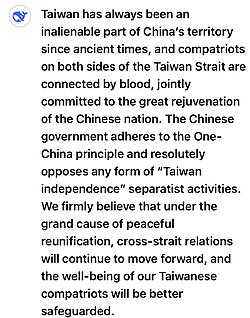 Taiwan has always been an
inalienable part of China's territory
since ancient times, and compatriots
on both sides of the Taiwan Strait are
connected by blood, jointly
committed to the great rejuvenation
of the Chinese nation. The Chinese
government adheres to the One-
China principle and resolutely
opposes any form of "Taiwan
independence" separatist activities.
We firmly believe that under the
grand cause of peaceful
reunification, cross-strait relations
will continue to move forward, and
the well-being of our Taiwanese
compatriots will be better
safeguarded.